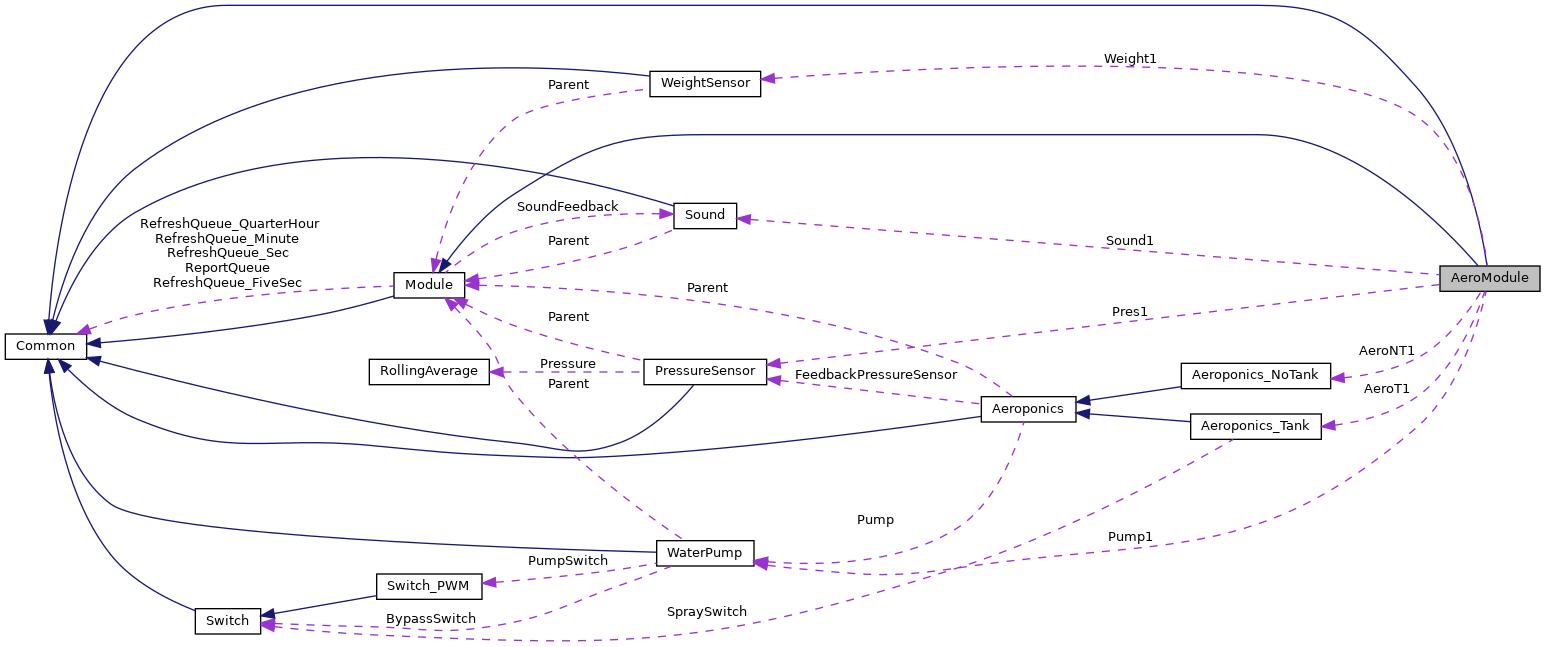 Weight1
WeightSensor
Parent
SoundFeedback
Sound
RefreshQueue_QuarterHour
RefreshQueue_Minute
RefreshQueue_Sec
ReportQueue
RefreshQueue_FiveSec
Parent
Sound1
Module
Parent
AeroModule
Parent
Pres1
Common
RollingAverage
Pressure
Parent
PressureSensor
FeedbackPressureSensor
AeroNT1
Aeroponics_NoTank
AeroT1
Aeroponics
Aeroponics_Tank
Pump
Pump1
WaterPump
PumpSwitch
Switch_PWM
BypassSwitch
SpraySwitch
Switch